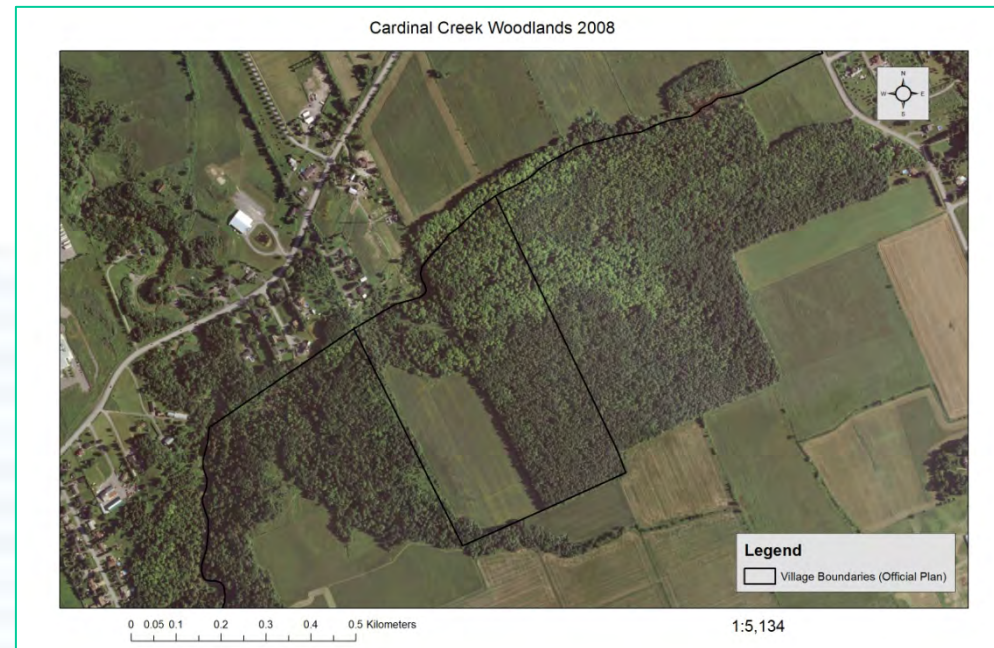 Cardinal Creek Woodlands 2008
N
W E
S
Legend
Village Boundaries (Official Plan)
0 0.05 0.1 0.2 0.3 0.4 0.5 Kilometers
1:5,134